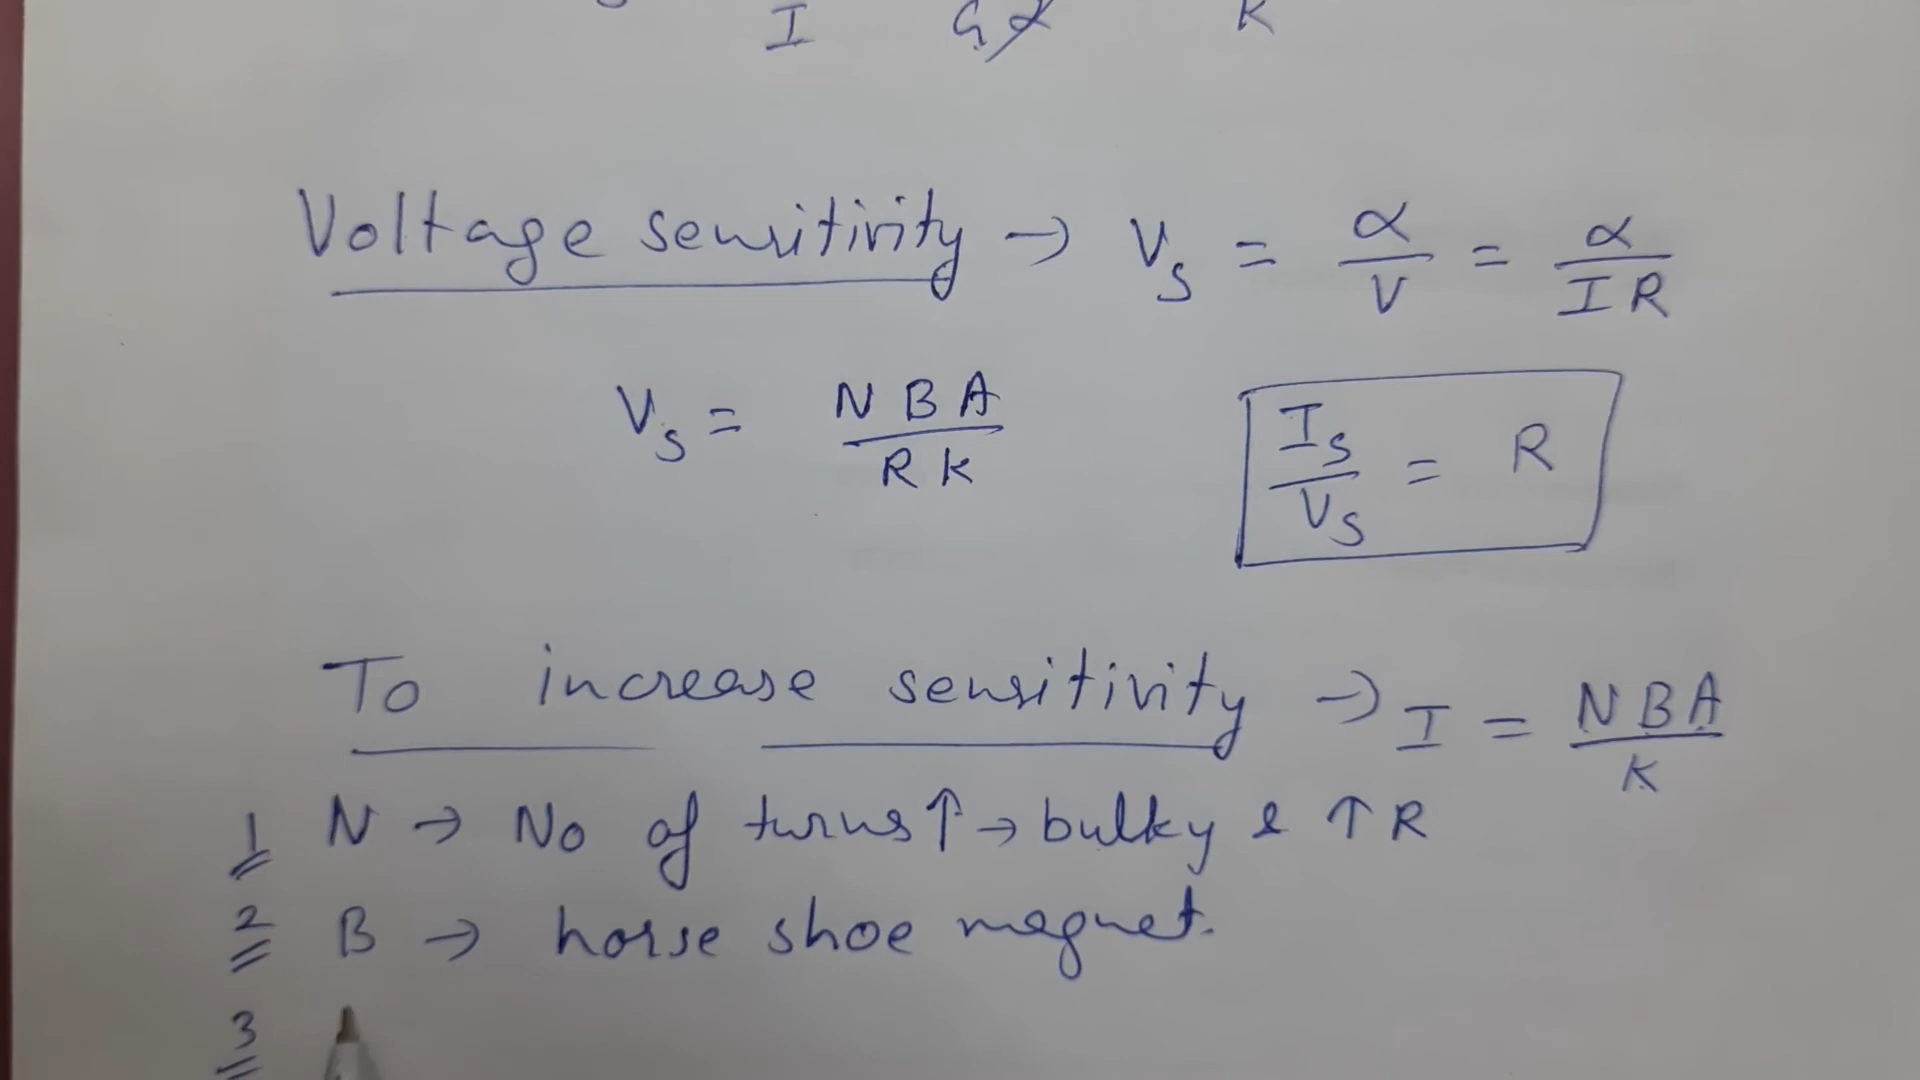 I Gα K
Voltage sensitivity → Vs = α/V = α/IR
Vs = NBA/RK
Is/Vs = R
To increase sensitivity → I = NBA/K
1 N → No of turns↑ → bulky & ↑R
2 B → horse shoe magnet.
3